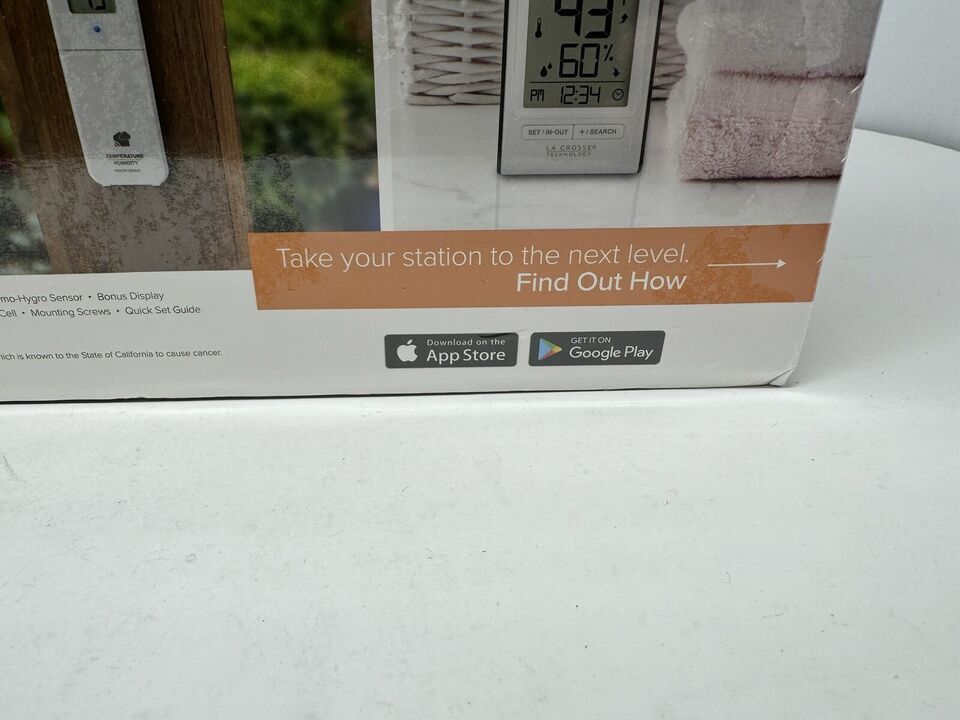 93
60%
PM 12:34
SET / IN-OUT + / SEARCH
LA CROSSE
TECHNOLOGY
TEMPERATURE
HUMIDITY
Take your station to the next level.
Find Out How
mo-Hygro Sensor • Bonus Display
Cell • Mounting Screws • Quick Set Guide
hich is known to the State of California to cause cancer.
Download on the
App Store
GET IT ON
Google Play